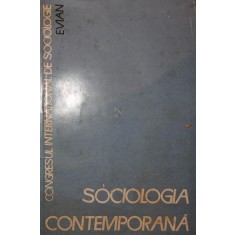 CONGRESUL INTERNAȚIONAL DE SOCIOLOGIE
EVIAN
SOCIOLOGIA
CONTEMPORANĂ